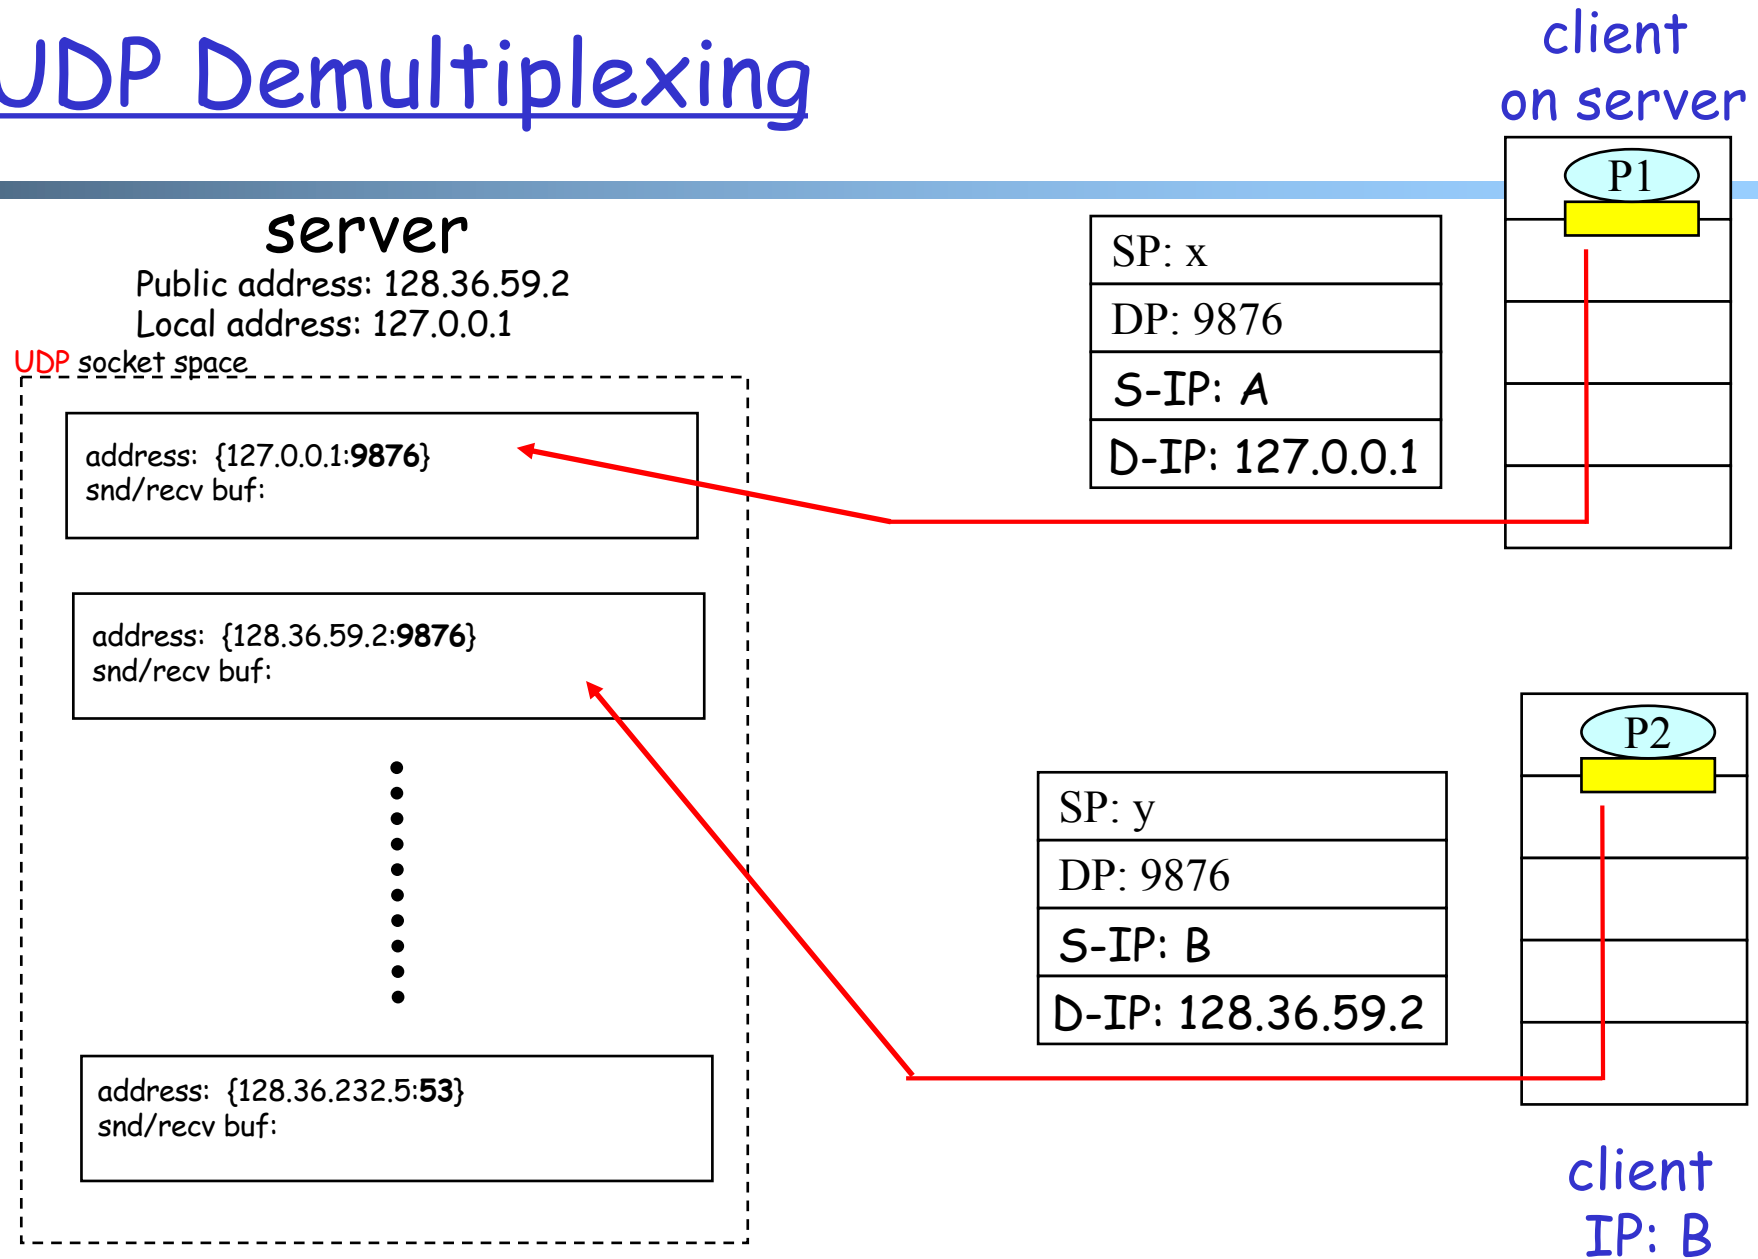 UDP Demultiplexing
client
on server
P1
server
Public address: 128.36.59.2
Local address: 127.0.0.1
UDP socket space
address: {127.0.0.1:9876}
snd/recv buf:
SP: x
DP: 9876
S-IP: A
D-IP: 127.0.0.1
address: {128.36.59.2:9876}
snd/recv buf:
P2
SP: y
DP: 9876
S-IP: B
D-IP: 128.36.59.2
address: {128.36.232.5:53}
snd/recv buf:
client
IP: B